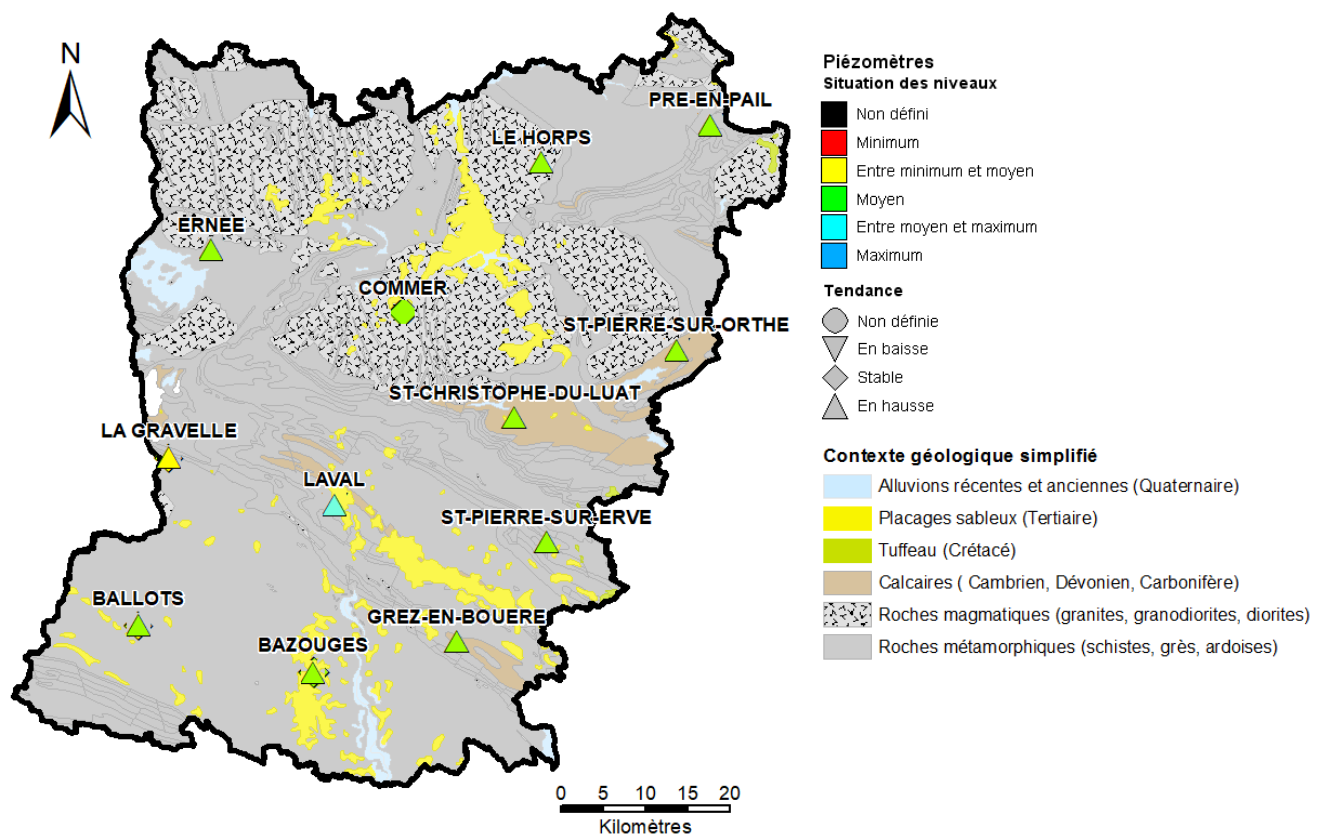 N
PRE-EN-PAIL
LE HORPS
ERNEE
COMMER
ST-PIERRE-SUR-ORTHE
ST-CHRISTOPHE-DU-LUAT
LA GRAVELLE
LAVAL
ST-PIERRE-SUR-ERVE
BALLOTS
GREZ-EN-BOUERE
BAZOUGES
0 5 10 15 20
Kilomètres
Piézomètres
Situation des niveaux
Non défini
Minimum
Entre minimum et moyen
Moyen
Entre moyen et maximum
Maximum
Tendance
Non définie
En baisse
Stable
En hausse
Contexte géologique simplifié
Alluvions récentes et anciennes (Quaternaire)
Placages sableux (Tertiaire)
Tuffeau (Crétacé)
Calcaires ( Cambrien, Dévonien, Carbonifère)
Roches magmatiques (granites, granodiorites, diorites)
Roches métamorphiques (schistes, grès, ardoises)